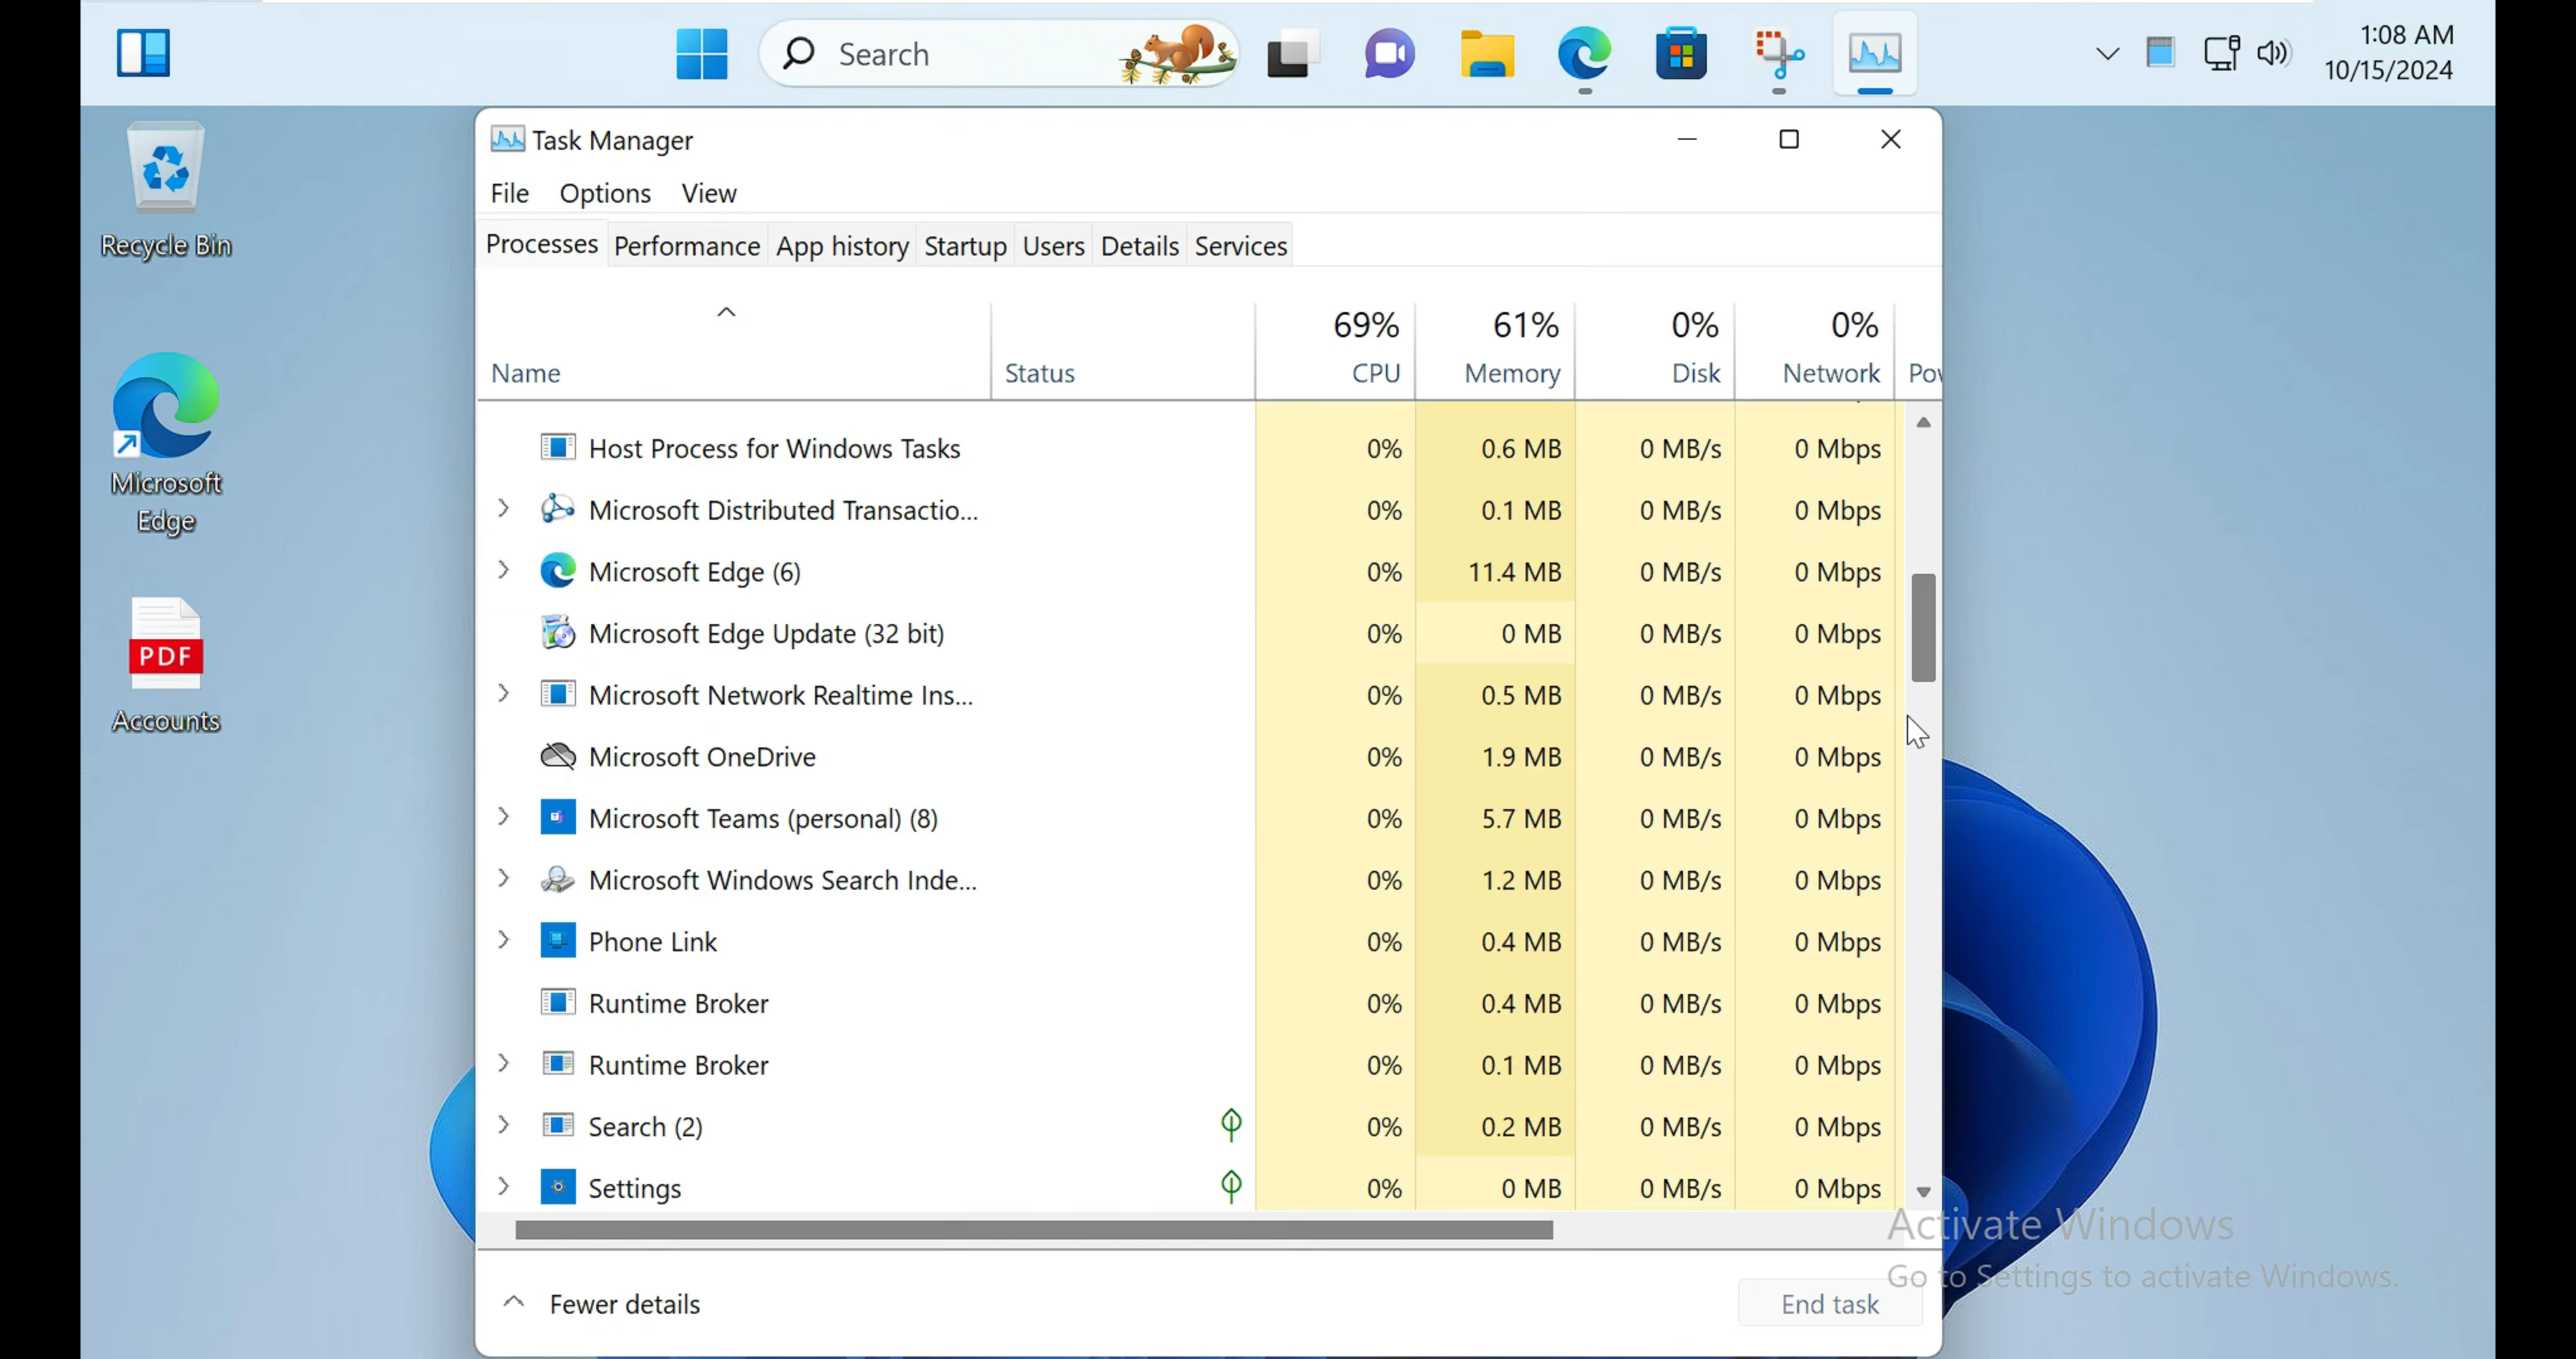 Search
1:08 AM
10/15/2024
Recycle Bin
Microsoft
Edge
PDF
Accounts
Task Manager
File Options View
Processes Performance App history Startup Users Details Services
69% 61% 0% 0%
Name Status CPU Memory Disk Network Pow
Host Process for Windows Tasks 0% 0.6 MB 0 MB/s 0 Mbps
Microsoft Distributed Transactio... 0% 0.1 MB 0 MB/s 0 Mbps
Microsoft Edge (6) 0% 11.4 MB 0 MB/s 0 Mbps
Microsoft Edge Update (32 bit) 0% 0 MB 0 MB/s 0 Mbps
Microsoft Network Realtime Ins... 0% 0.5 MB 0 MB/s 0 Mbps
Microsoft OneDrive 0% 1.9 MB 0 MB/s 0 Mbps
Microsoft Teams (personal) (8) 0% 5.7 MB 0 MB/s 0 Mbps
Microsoft Windows Search Inde... 0% 1.2 MB 0 MB/s 0 Mbps
Phone Link 0% 0.4 MB 0 MB/s 0 Mbps
Runtime Broker 0% 0.4 MB 0 MB/s 0 Mbps
Runtime Broker 0% 0.1 MB 0 MB/s 0 Mbps
Search (2) 0% 0.2 MB 0 MB/s 0 Mbps
Settings 0% 0 MB 0 MB/s 0 Mbps
Activate Windows
Go to Settings to activate Windows.
Fewer details End task